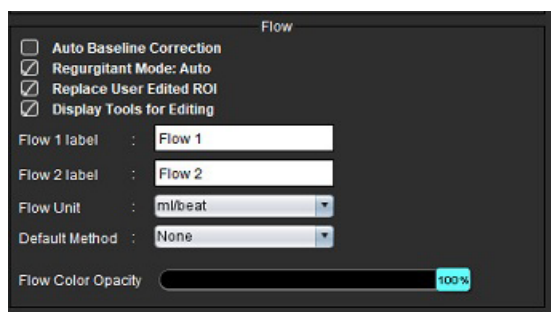 Flow
Auto Baseline Correction
Regurgitant Mode: Auto
Replace User Edited ROI
Display Tools for Editing
Flow 1 label : Flow 1
Flow 2 label : Flow 2
Flow Unit : ml/beat
Default Method : None
Flow Color Opacity 100%